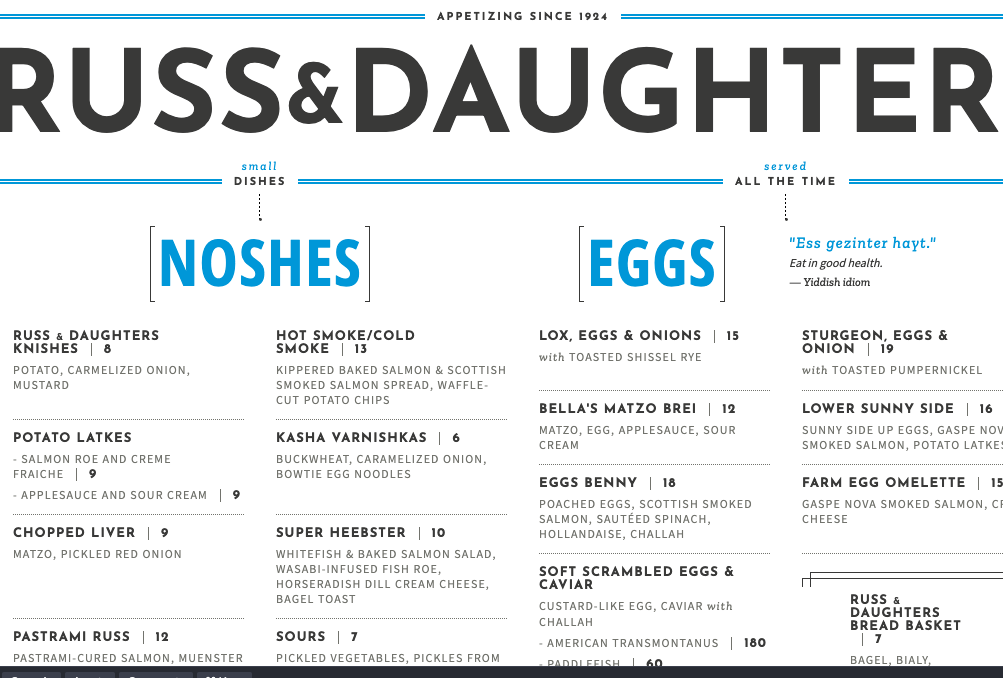 APPETIZING SINCE 1924
RUSS&DAUGHTER
small
DISHES
served
ALL THE TIME
NOSHES
RUSS & DAUGHTERS
KNISHES | 8
POTATO, CARMELIZED ONION,
MUSTARD
POTATO LATKES
- SALMON ROE AND CREME
FRAICHE | 9
- APPLESAUCE AND SOUR CREAM | 9
CHOPPED LIVER | 9
MATZO, PICKLED RED ONION
PASTRAMI RUSS | 12
PASTRAMI-CURED SALMON, MUENSTER
HOT SMOKE/COLD
SMOKE | 13
KIPPERED BAKED SALMON & SCOTTISH
SMOKED SALMON SPREAD, WAFFLE-
CUT POTATO CHIPS
KASHA VARNISHKAS | 6
BUCKWHEAT, CARAMELIZED ONION,
BOWTIE EGG NOODLES
SUPER HEEBSTER | 10
WHITEFISH & BAKED SALMON SALAD,
WASABI-INFUSED FISH ROE,
HORSERADISH DILL CREAM CHEESE,
BAGEL TOAST
SOURS | 7
PICKLED VEGETABLES, PICKLES FROM
EGGS
"Ess gezinter hayt."
Eat in good health.
— Yiddish idiom
LOX, EGGS & ONIONS | 15
with TOASTED SHISSEL RYE
BELLA'S MATZO BREI | 12
MATZO, EGG, APPLESAUCE, SOUR
CREAM
EGGS BENNY | 18
POACHED EGGS, SCOTTISH SMOKED
SALMON, SAUTÉED SPINACH,
HOLLANDAISE, CHALLAH
SOFT SCRAMBLED EGGS &
CAVIAR
CUSTARD-LIKE EGG, CAVIAR with
CHALLAH
- AMERICAN TRANSMONTANUS | 180
- PADDLEFISH | 60
STURGEON, EGGS &
ONION | 19
with TOASTED PUMPERNICKEL
LOWER SUNNY SIDE | 16
SUNNY SIDE UP EGGS, GASPE NOV
SMOKED SALMON, POTATO LATKES
FARM EGG OMELETTE | 15
GASPE NOVA SMOKED SALMON, CR
CHEESE
RUSS &
DAUGHTERS
BREAD BASKET
| 7
BAGEL, BIALY,